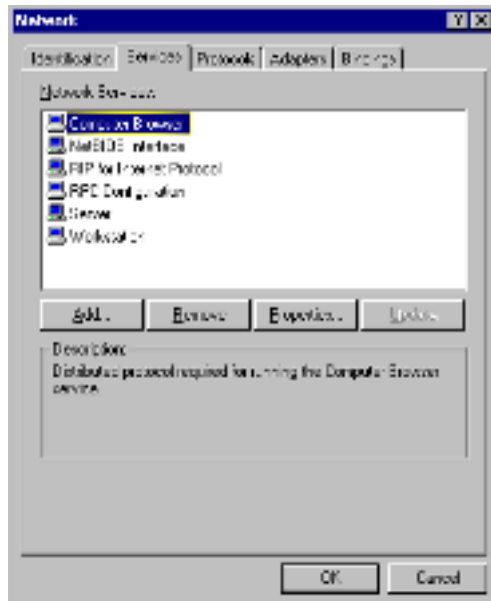 Network
Identification Services Protocols Adapters Bindings
Network Services:
Computer Browser
NetBIOS Interface
RIP for Internet Protocol
RPC Configuration
Server
Workstation
Add... Remove Properties... Update
Description:
Distributed protocol required for running the Computer Browser
service.
OK Cancel